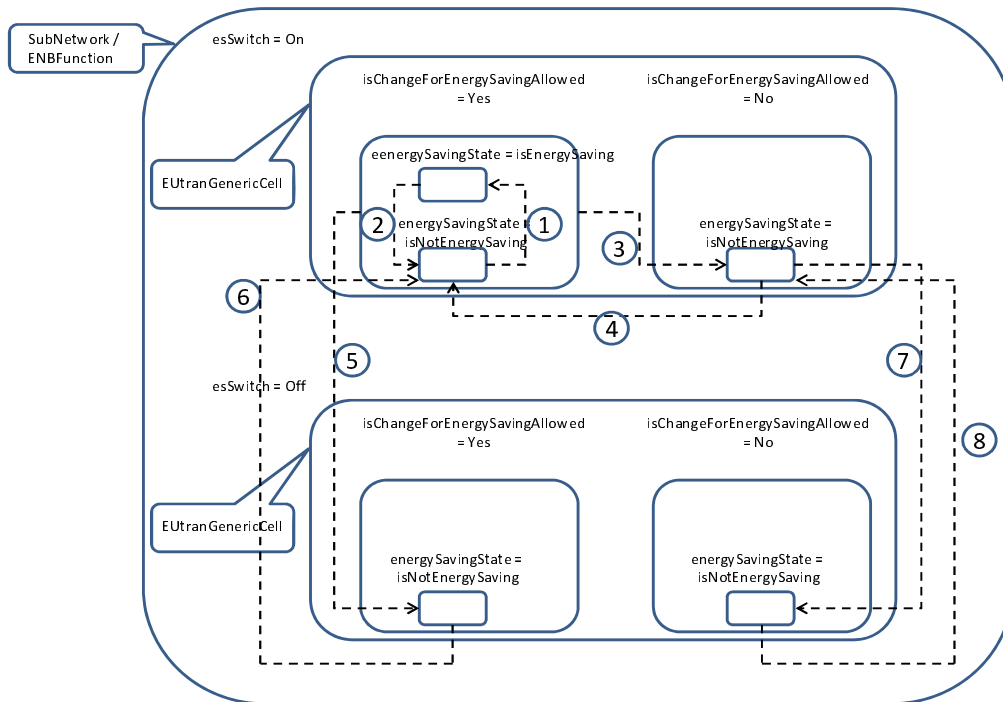 SubNetwork /
ENBFunction
esSwitch = On
isChangeForEnergySavingAllowed
= Yes
isChangeForEnergySavingAllowed
= No
EUtranGenericCell
eenergySavingState = isEnergySaving
2
1
energySavingState =
isNotEnergySaving
3
energySavingState =
isNotEnergySaving
6
4
5
7
esSwitch = Off
isChangeForEnergySavingAllowed
= Yes
isChangeForEnergySavingAllowed
= No
8
EUtranGenericCell
energySavingState =
isNotEnergySaving
energySavingState =
isNotEnergySaving